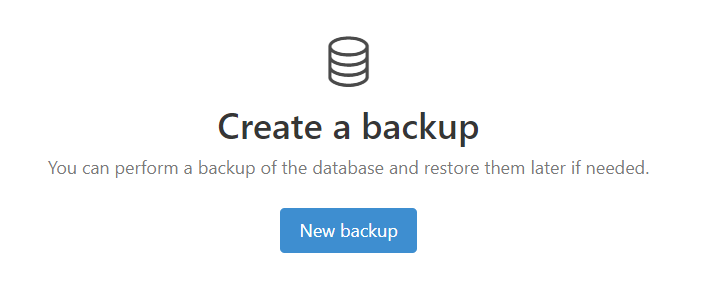 Create a backup
You can perform a backup of the database and restore them later if needed.
New backup